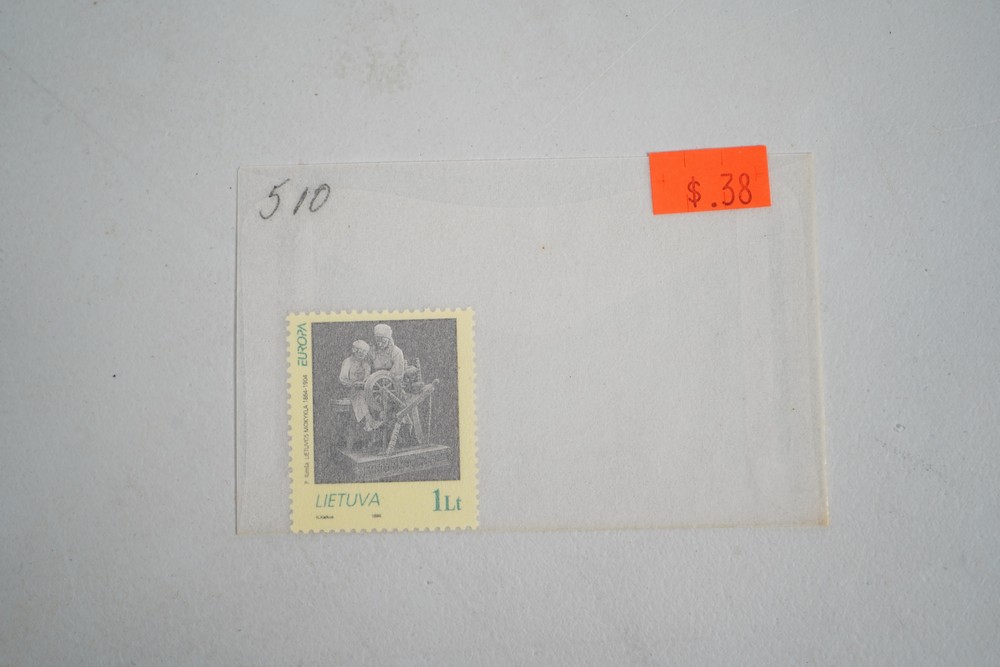 510
$.38
EUROPA
LIETUVOS MOKYKLA 1864-1904
LIETUVA
1Lt